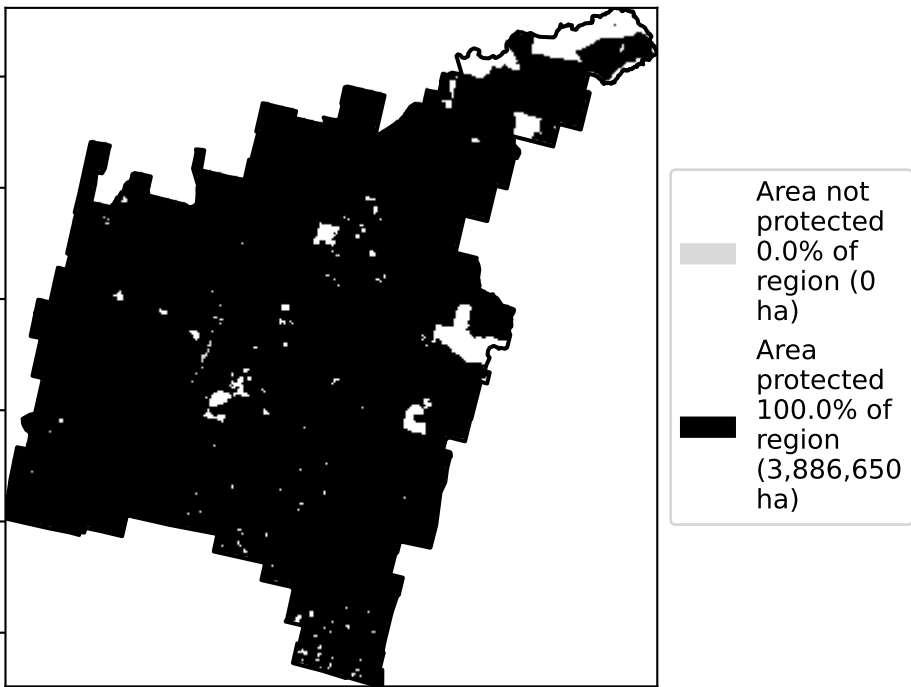 Area not
protected
0.0% of
region (0
ha)
Area
protected
100.0% of
region
(3,886,650
ha)